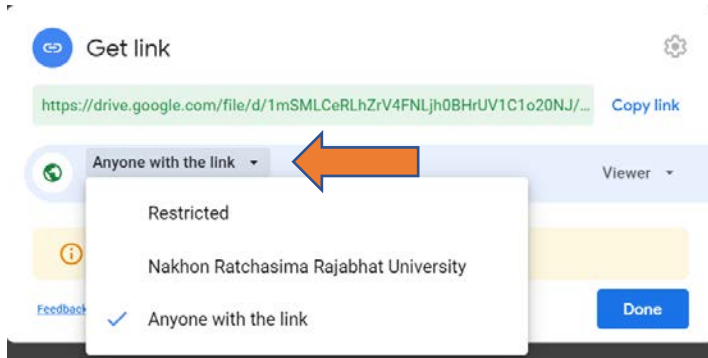 Get link
https://drive.google.com/file/d/1mSMLCeRLhZrV4FNLjh0BHrUV1C1o20NJ/... Copy link
Anyone with the link Viewer
Restricted
Nakhon Ratchasima Rajabhat University
Anyone with the link
Feedback Done